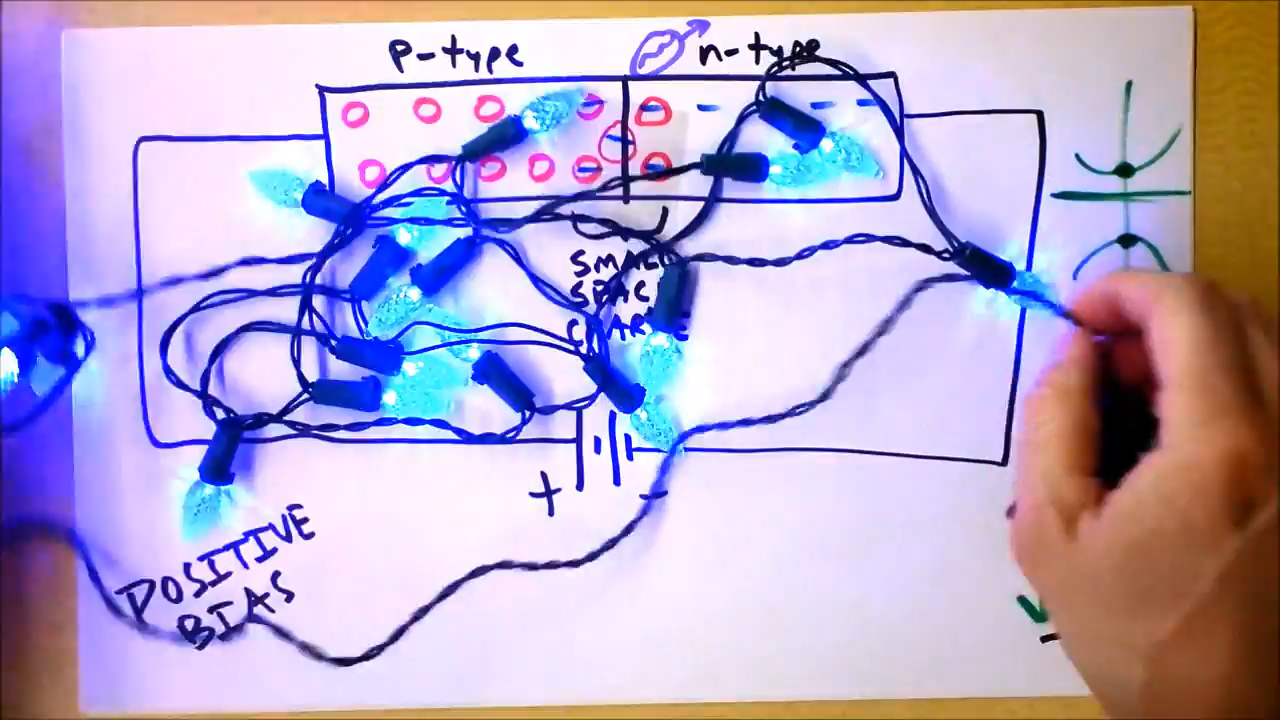 p-type
n-type
SMALL
SPACE
CHARGE
+ -
POSITIVE
BIAS